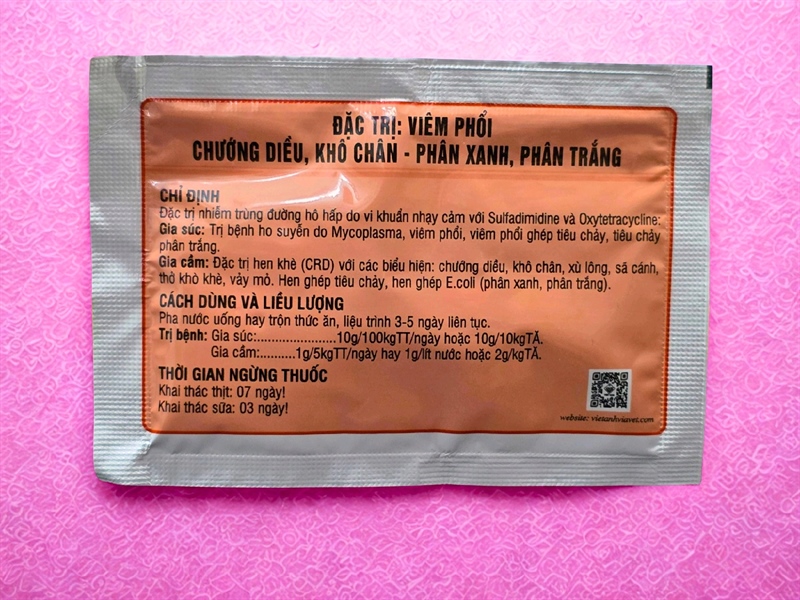 ĐẶC TRỊ: VIÊM PHỔI
CHƯỚNG DIỀU, KHÔ CHÂN - PHÂN XANH, PHÂN TRẮNG
CHỈ ĐỊNH
Đặc trị nhiễm trùng đường hô hấp do vi khuẩn nhạy cảm với Sulfadimidine và Oxytetracycline:
Gia súc: Trị bệnh ho suyễn do Mycoplasma, viêm phổi, viêm phổi ghép tiêu chảy, tiêu chảy
phân trắng.
Gia cầm: Đặc trị hen khẹc (CRD) với các biểu hiện: chướng diều, khô chân, xù lông, sã cánh,
thở khò khè, vảy mỏ. Hen ghép tiêu chảy, hen ghép E.coli (phân xanh, phân trắng).
CÁCH DÙNG VÀ LIỀU LƯỢNG
Pha nước uống hay trộn thức ăn, liệu trình 3-5 ngày liên tục.
Trị bệnh: Gia súc:......................10g/100kgTT/ngày hoặc 10g/10kgTĂ.
Gia cầm:..........1g/5kgTT/ngày hay 1g/lít nước hoặc 2g/kgTĂ.
THỜI GIAN NGỪNG THUỐC
Khai thác thịt: 07 ngày!
Khai thác sữa: 03 ngày!
website: vietanhviavet.com